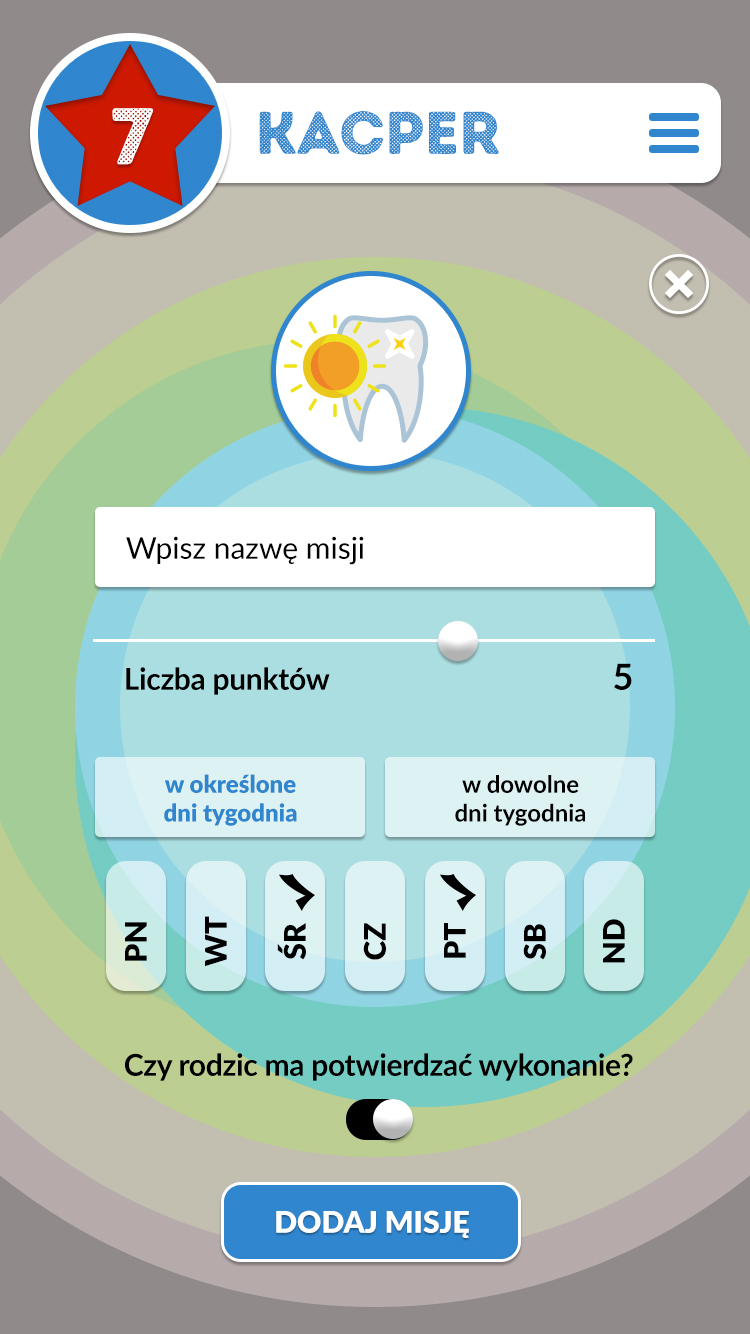 7
KACPER
Wpisz nazwę misji
Liczba punktów 5
w określone
dni tygodnia
w dowolne
dni tygodnia
PN WT ŚR CZ PT SB ND
Czy rodzic ma potwierdzać wykonanie?
DODAJ MISJĘ